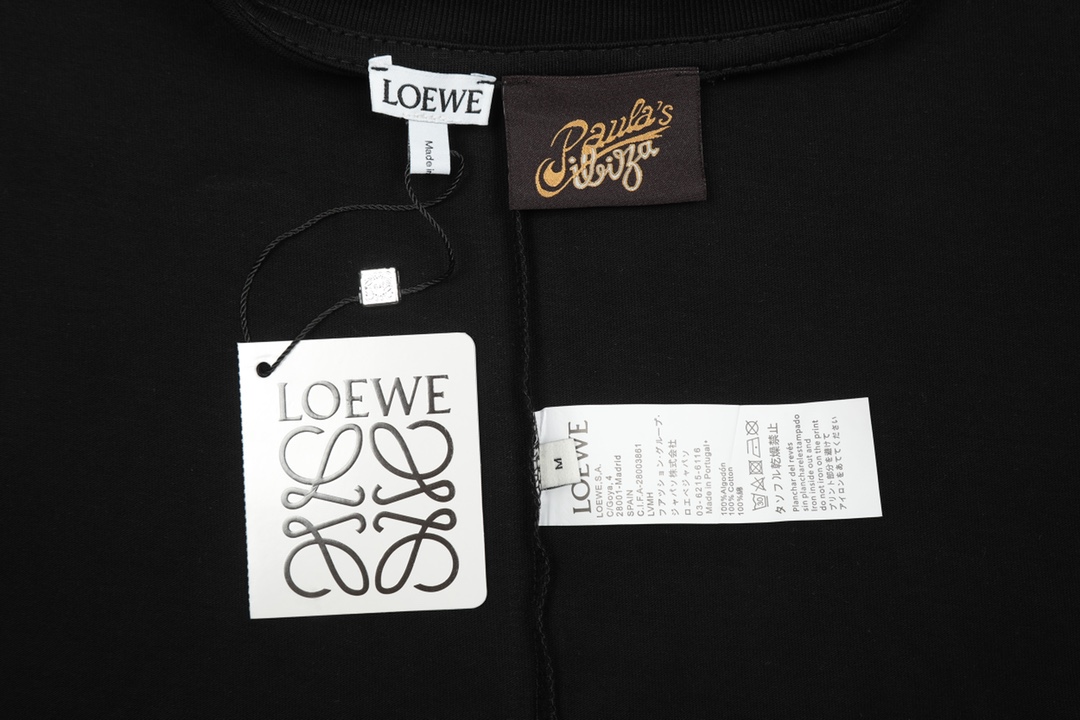 LOEWE
Made in
Paula's
ibiza
LOEWE
M
LOEWE
LOEWE.S.A.
C/Goya, 4
28001-Madrid
SPAIN
C.I.F.A-28003861
LVMH
ファッション·グループ·
ジャパン株式会社
ロエベジャパン
03-6215-6116
Made in Portugal
100%Algodón
100% Cotton
100%綿
30
タンブル乾燥禁止
Planchar del revés
sin plancharelestampado
Iron inside out and
do not iron on the print
プリント部分を避けて
アイロンをあててください